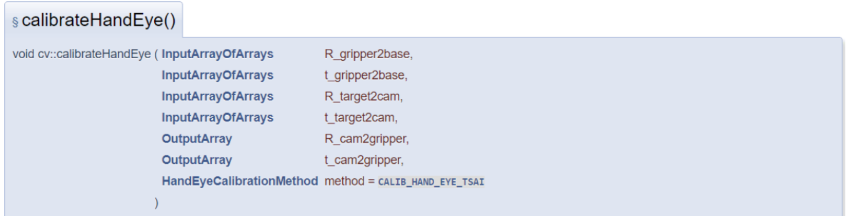 § calibrateHandEye()
void cv::calibrateHandEye ( InputArrayOfArrays R_gripper2base,
InputArrayOfArrays t_gripper2base,
InputArrayOfArrays R_target2cam,
InputArrayOfArrays t_target2cam,
OutputArray R_cam2gripper,
OutputArray t_cam2gripper,
HandEyeCalibrationMethod method = CALIB_HAND_EYE_TSAI
)